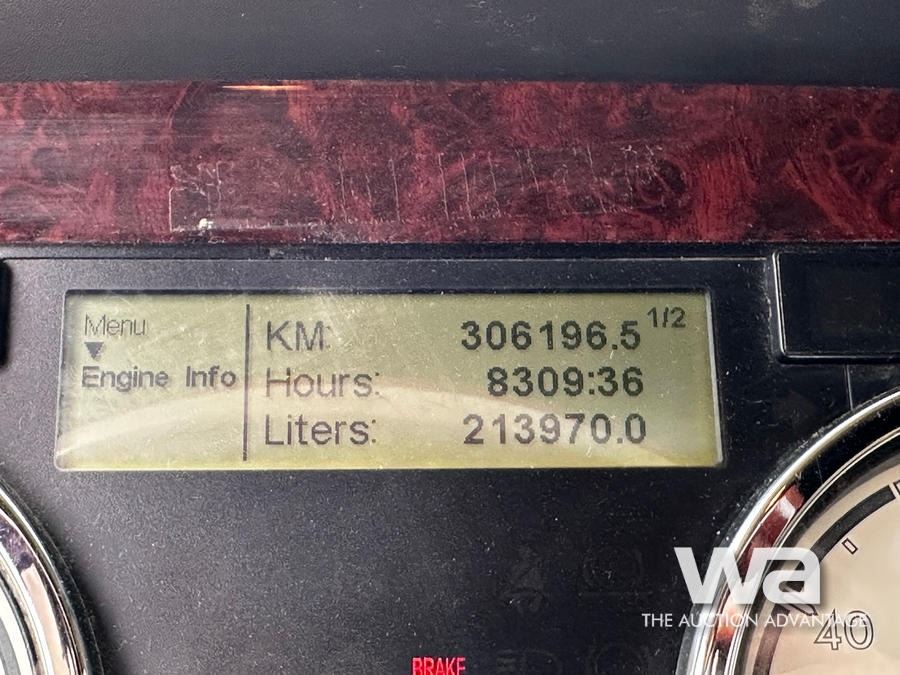 Menu
Engine Info
KM: 306196.5 1/2
Hours: 8309:36
Liters: 213970.0
wa
THE AUCTION ADVANTAGE
40
BRAKE